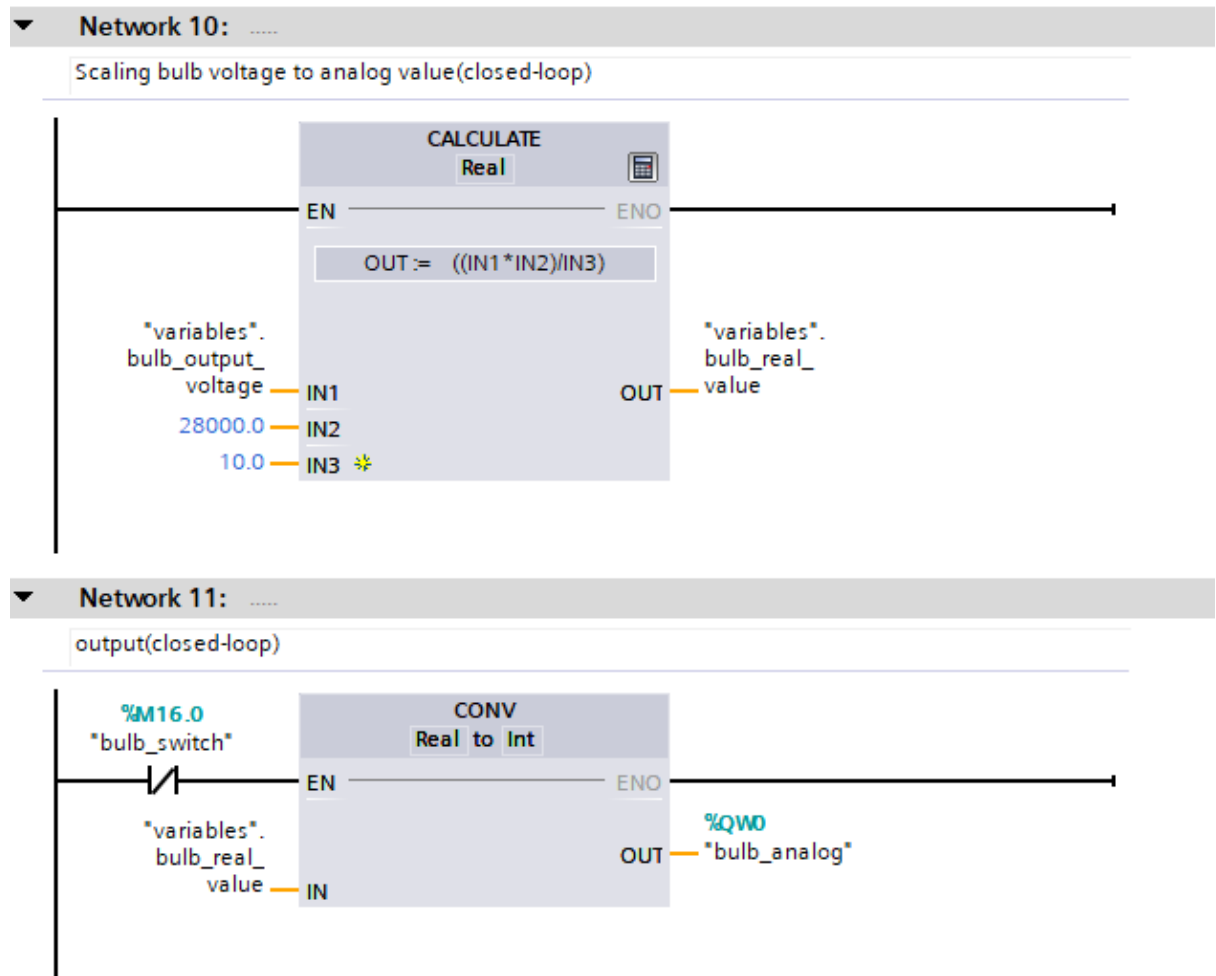 Network 10: .....
Scaling bulb voltage to analog value(closed-loop)
CALCULATE
Real
EN
ENO
OUT := ((IN1*IN2)/IN3)
"variables".
bulb_output_
voltage
IN1
28000.0
IN2
10.0
IN3
OUT
"variables".
bulb_real_
value
Network 11: .....
output(closed-loop)
%M16.0
"bulb_switch"
CONV
Real to Int
EN
ENO
"variables".
bulb_real_
value
IN
OUT
%QW0
"bulb_analog"